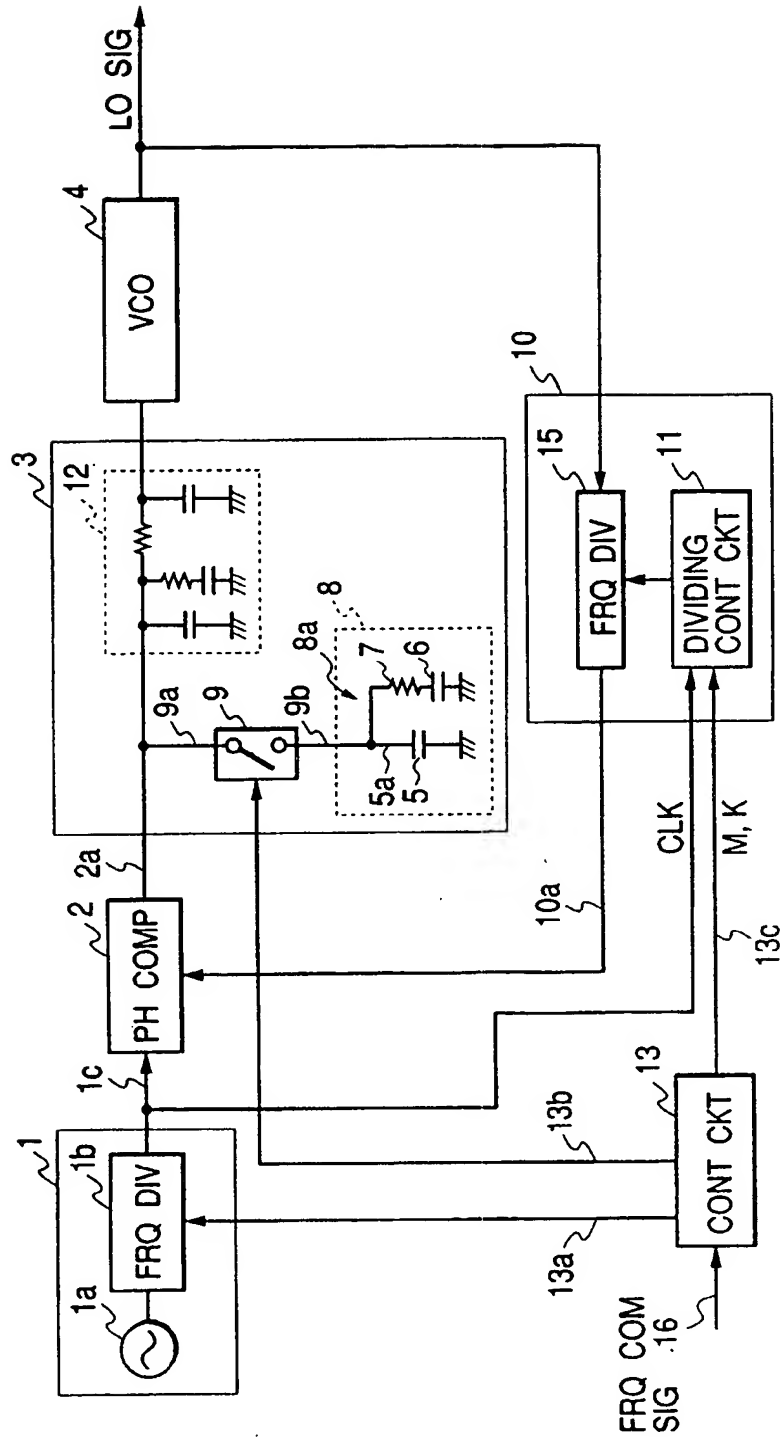 1
1a
1b
FRQ DIV
1c
2
PH COMP
2a
3
12
9a
9
9b
8
8a
7
6
5a
5
4
VCO
LO SIG
10
15
FRQ DIV
11
DIVIDING
CONT CKT
10a
CLK
M, K
13c
13
CONT CKT
13b
13a
FRQ COM
SIG
16